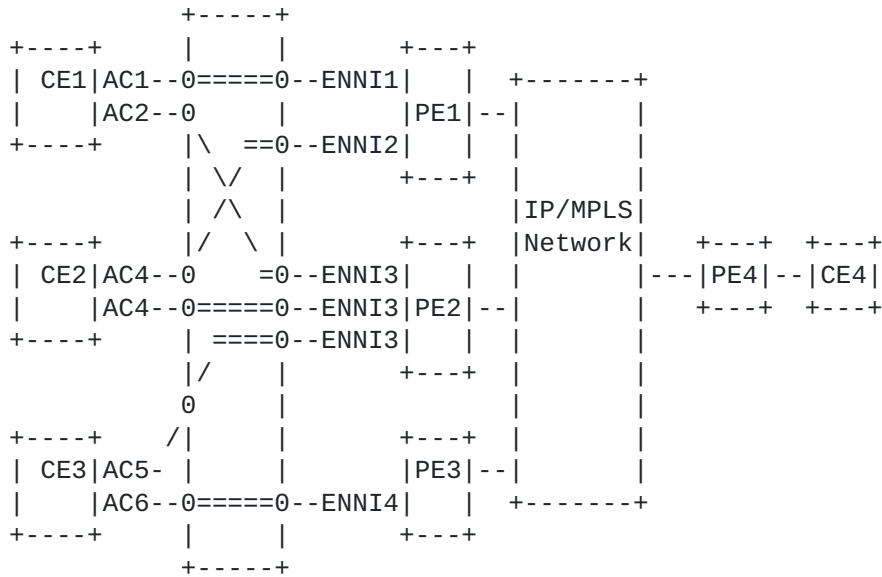 +-----+
+----+     |     |       +---+
| CE1|AC1--0=====0--ENNI1|   |  +-------+
|    |AC2--0     |       |PE1|--|       |
+----+     |\  ==0--ENNI2|   |  |       |
           | \/  |       +---+  |       |
           | /\  |              |IP/MPLS|
+----+     |/  \ |       +---+  |Network|   +---+  +---+
| CE2|AC4--0    =0--ENNI3|   |  |       |---|PE4|--|CE4|
|    |AC4--0=====0--ENNI3|PE2|--|       |   +---+  +---+
+----+     | ====0--ENNI3|   |  |       |
           |/    |       +---+  |       |
           0     |              |       |
+----+    /|     |       +---+  |       |
| CE3|AC5- |     |       |PE3|--|       |
|    |AC6--0=====0--ENNI4|   |  +-------+
+----+     |     |       +---+
           +-----+